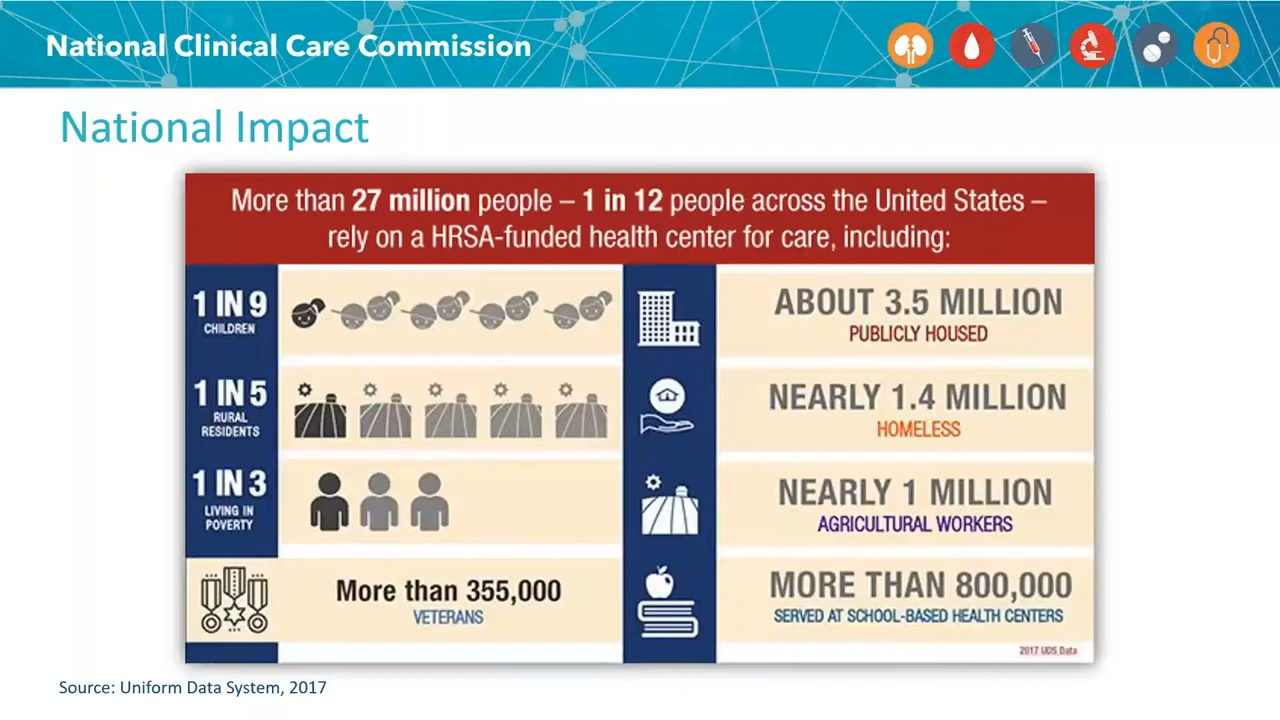 National Clinical Care Commission
National Impact
More than 27 million people – 1 in 12 people across the United States –
rely on a HRSA-funded health center for care, including:
1 IN 9
CHILDREN
1 IN 5
RURAL
RESIDENTS
1 IN 3
LIVING IN
POVERTY
More than 355,000
VETERANS
ABOUT 3.5 MILLION
PUBLICLY HOUSED
NEARLY 1.4 MILLION
HOMELESS
NEARLY 1 MILLION
AGRICULTURAL WORKERS
MORE THAN 800,000
SERVED AT SCHOOL-BASED HEALTH CENTERS
2017 UDS Data
Source: Uniform Data System, 2017